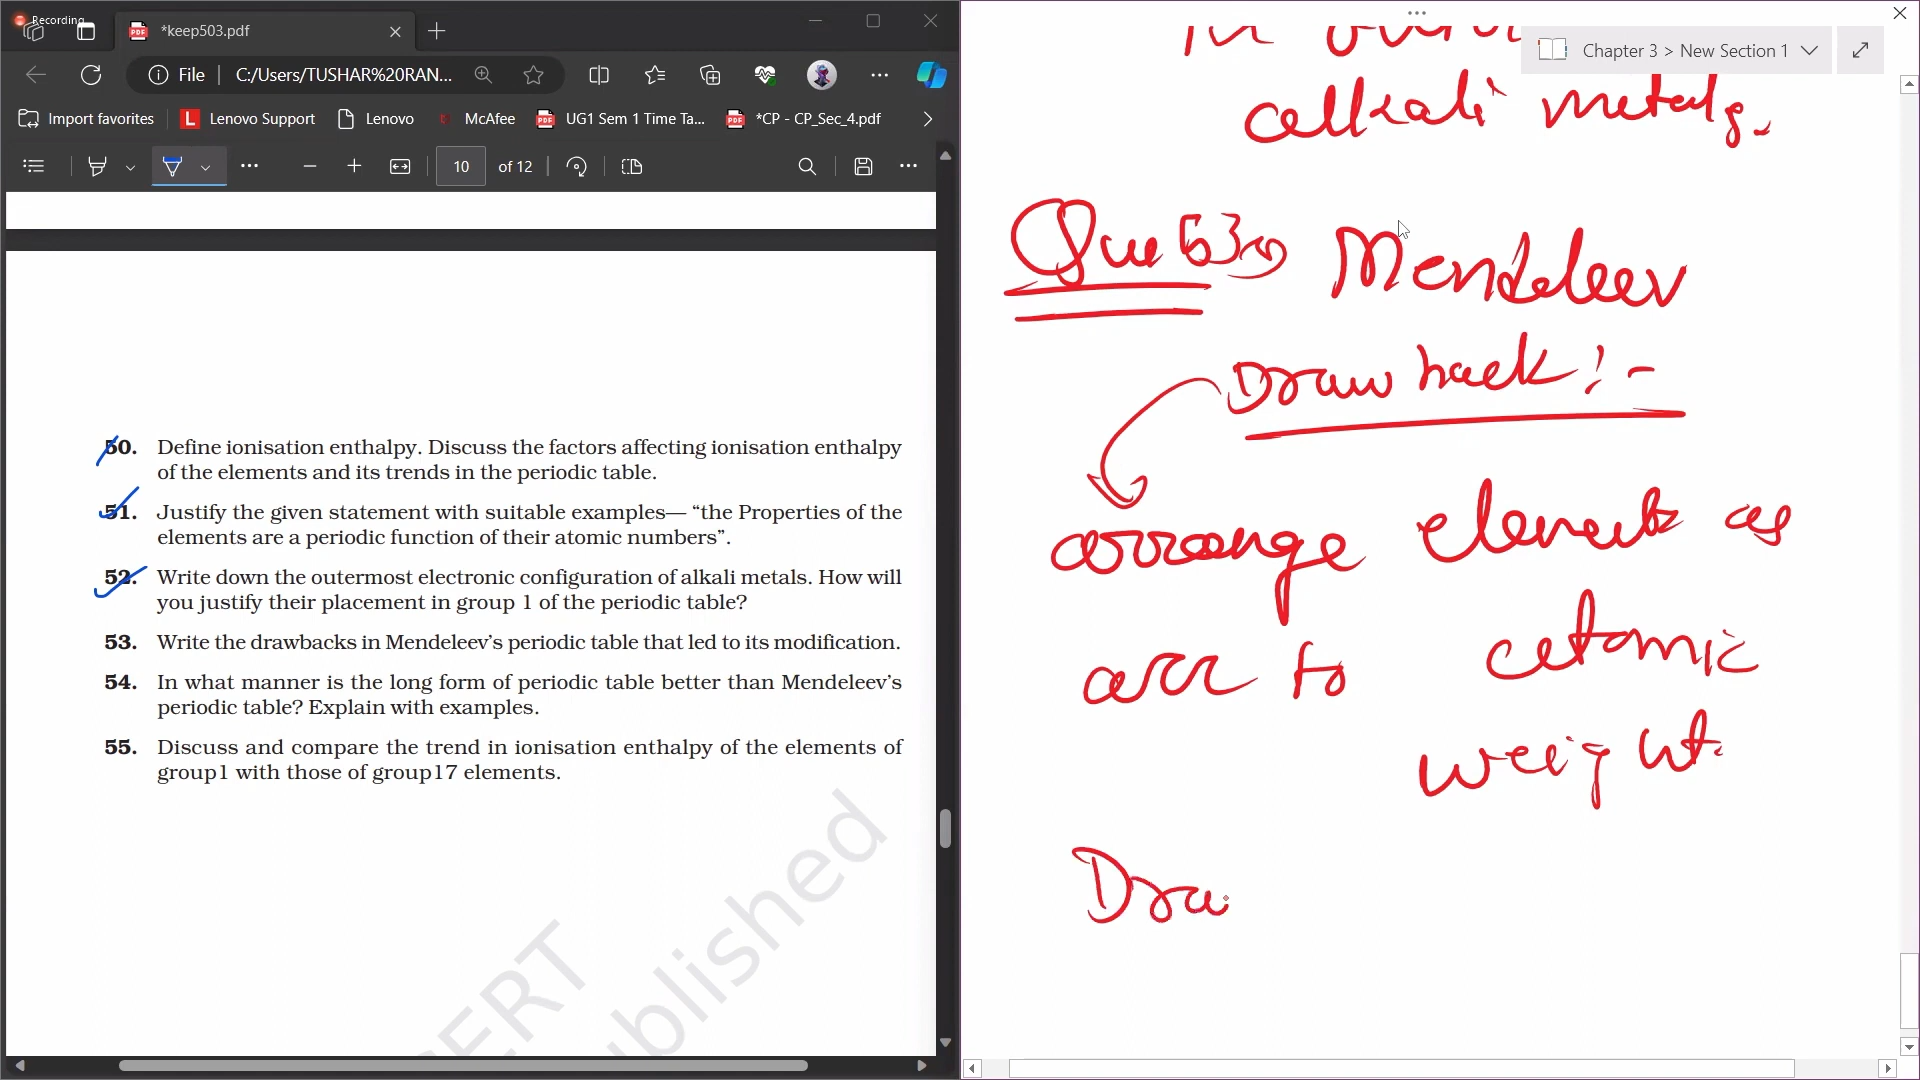 Recording
*keep503.pdf
File
C:/Users/TUSHAR%20RAN...
Import favorites
Lenovo Support
Lenovo
McAfee
UG1 Sem 1 Time Ta...
*CP - CP_Sec_4.pdf
10
of 12
50. Define ionisation enthalpy. Discuss the factors affecting ionisation enthalpy
of the elements and its trends in the periodic table.
51. Justify the given statement with suitable examples— “the Properties of the
elements are a periodic function of their atomic numbers”.
52. Write down the outermost electronic configuration of alkali metals. How will
you justify their placement in group 1 of the periodic table?
53. Write the drawbacks in Mendeleev’s periodic table that led to its modification.
54. In what manner is the long form of periodic table better than Mendeleev’s
periodic table? Explain with examples.
55. Discuss and compare the trend in ionisation enthalpy of the elements of
group1 with those of group17 elements.
Chapter 3 > New Section 1
metals.
Que 53 Mendeleev
Drawback :-
arrange elements as
acc to atomic
weight.
Dra